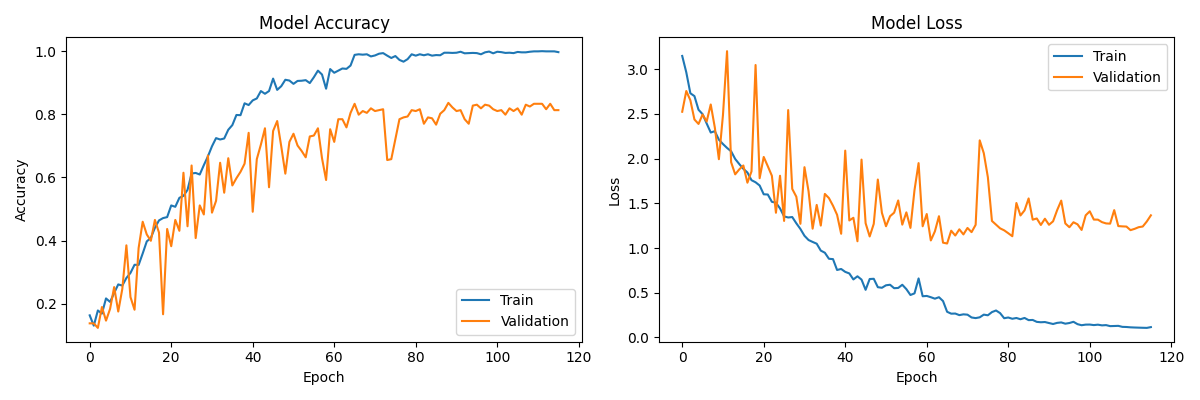 Model Accuracy
Accuracy
1.0
0.8
0.6
0.4
0.2
0 20 40 60 80 100 120
Epoch
Train
Validation
Model Loss
Loss
3.0
2.5
2.0
1.5
1.0
0.5
0.0
0 20 40 60 80 100 120
Epoch
Train
Validation